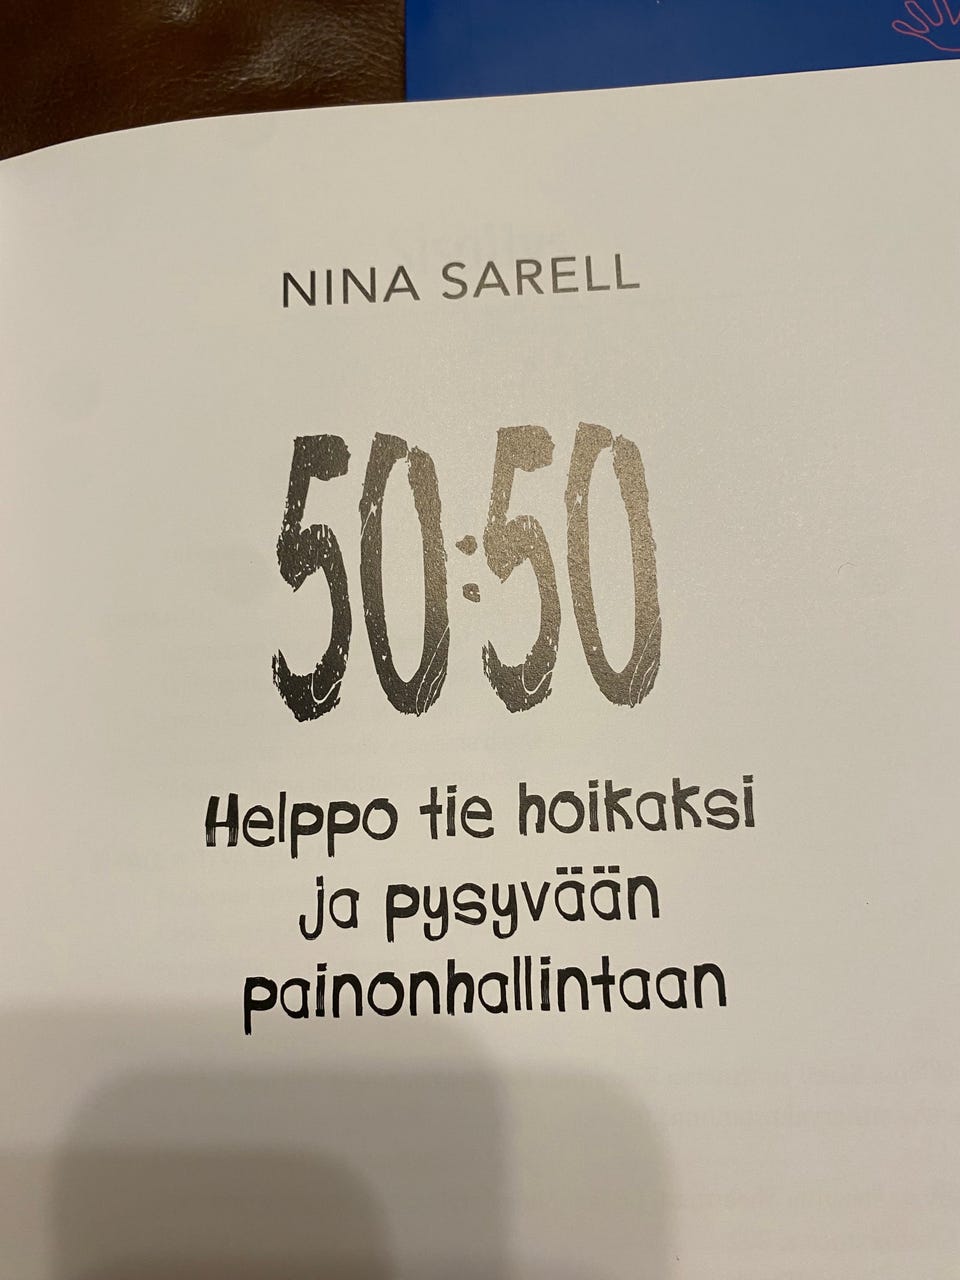 NINA SARELL
50:50
Helppo tie hoikaksi
ja pysyvään
painonhallintaan